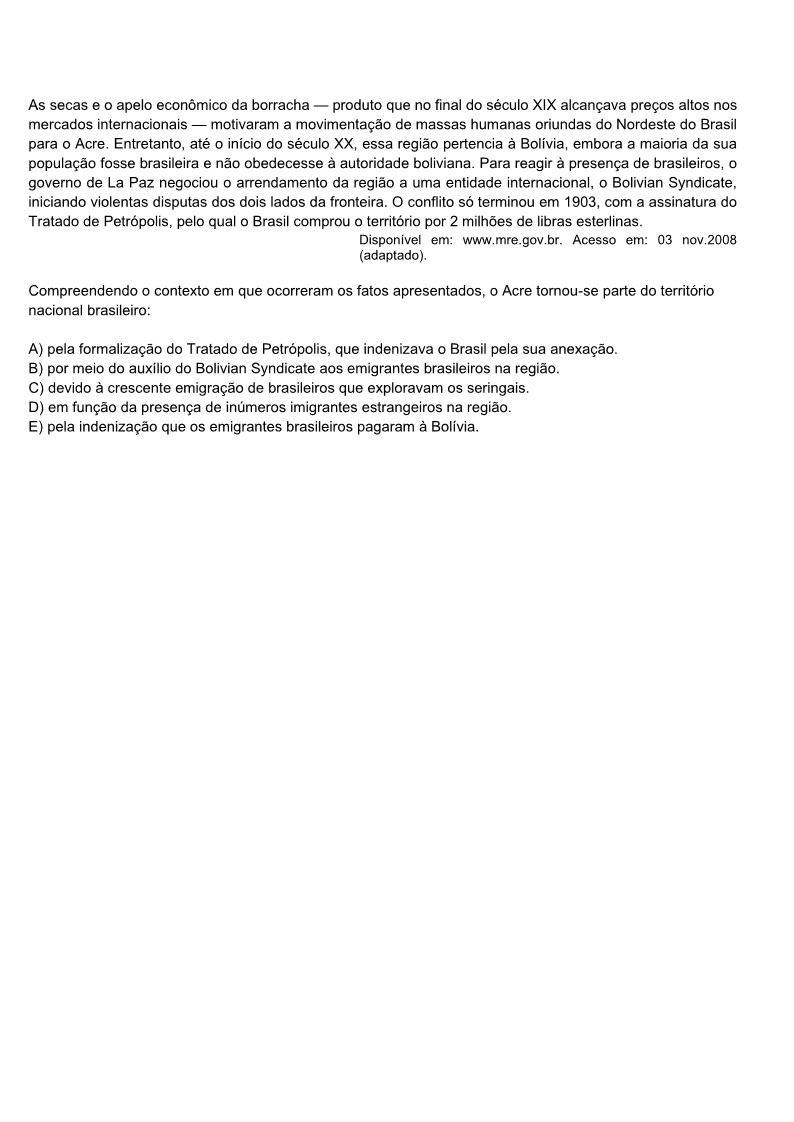 As secas e o apelo econômico da borracha — produto que no final do século XIX alcançava preços altos nos
mercados internacionais — motivaram a movimentação de massas humanas oriundas do Nordeste do Brasil
para o Acre. Entretanto, até o início do século XX, essa região pertencia à Bolívia, embora a maioria da sua
população fosse brasileira e não obedecesse à autoridade boliviana. Para reagir à presença de brasileiros, o
governo de La Paz negociou o arrendamento da região a uma entidade internacional, o Bolivian Syndicate,
iniciando violentas disputas dos dois lados da fronteira. O conflito só terminou em 1903, com a assinatura do
Tratado de Petrópolis, pelo qual o Brasil comprou o território por 2 milhões de libras esterlinas.
Disponível em: www.mre.gov.br. Acesso em: 03 nov.2008
(adaptado).
Compreendendo o contexto em que ocorreram os fatos apresentados, o Acre tornou-se parte do território
nacional brasileiro:
A) pela formalização do Tratado de Petrópolis, que indenizava o Brasil pela sua anexação.
B) por meio do auxílio do Bolivian Syndicate aos emigrantes brasileiros na região.
C) devido à crescente emigração de brasileiros que exploravam os seringais.
D) em função da presença de inúmeros imigrantes estrangeiros na região.
E) pela indenização que os emigrantes brasileiros pagaram à Bolívia.